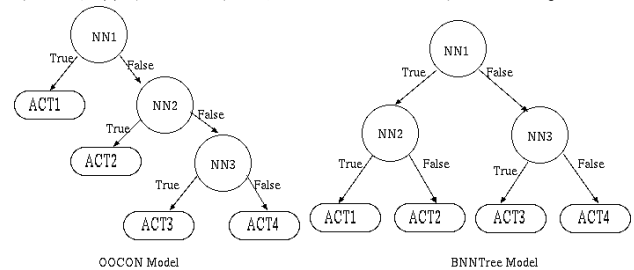 NN1
True
False
ACT1
NN2
True
False
ACT2
NN3
True
False
ACT3
ACT4
OOCON Model
NN1
True
False
NN2
NN3
True
False
True
False
ACT1
ACT2
ACT3
ACT4
BNNTree Model